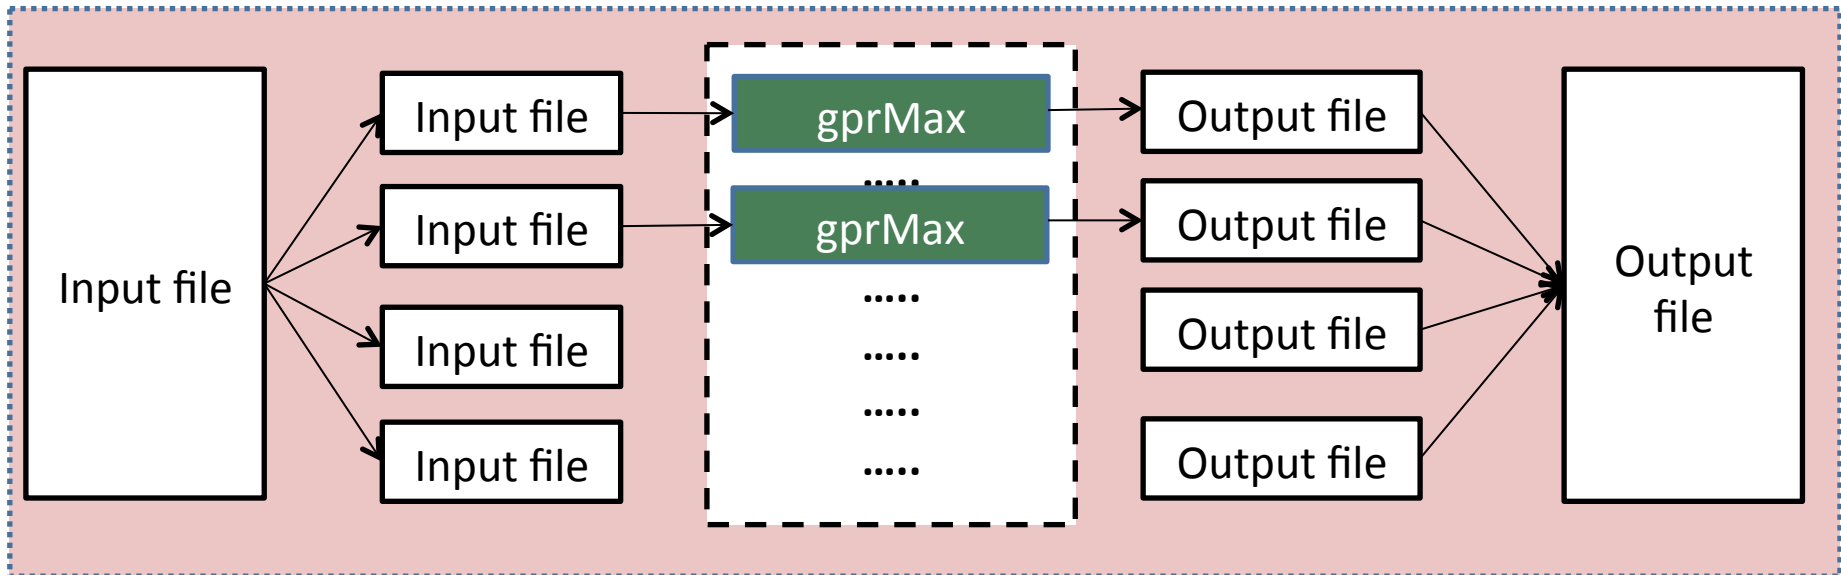 Input file
Input file
Input file
Input file
Input file
gprMax
.....
gprMax
.....
.....
.....
.....
Output file
Output file
Output file
Output file
Output
file